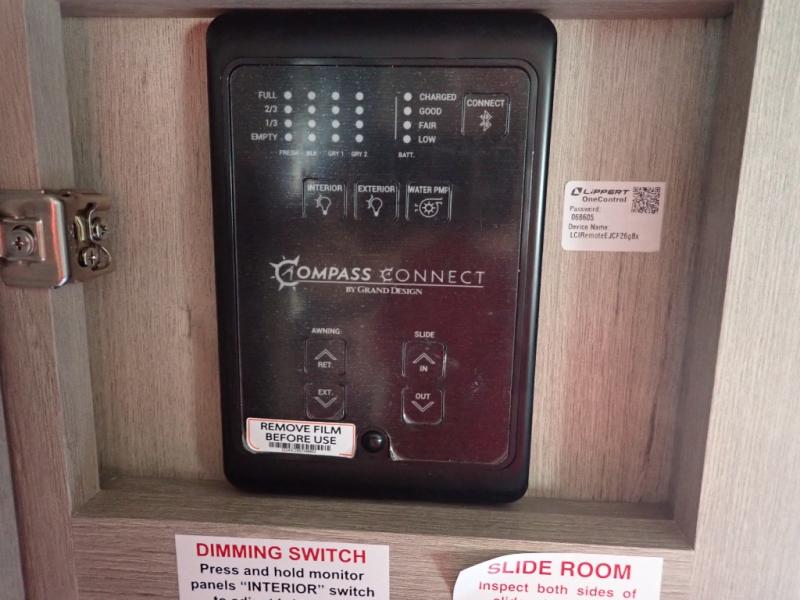 FULL
2/3
1/3
EMPTY
FRESH BLK GRY 1 GRY 2
CHARGED
GOOD
FAIR
LOW
BATT.
CONNECT
INTERIOR EXTERIOR WATER PMP
COMPASS CONNECT
BY GRAND DESIGN
AWNING SLIDE
RET. IN
EXT. OUT
REMOVE FILM
BEFORE USE
LIPPERT
OneControl
Password:
068605
Device Name:
LCIRemoteEJCF26gBx
DIMMING SWITCH
Press and hold monitor
panels "INTERIOR" switch
SLIDE ROOM
Inspect both sides of